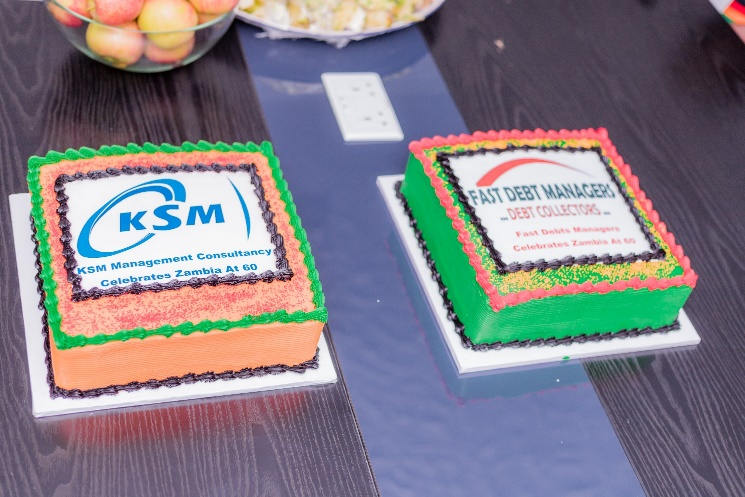 KSM
KSM Management Consultancy
Celebrates Zambia At 60
FAST DEBT MANAGERS
... DEBT COLLECTORS ...
Fast Debts Managers
Celebrates Zambia At 60